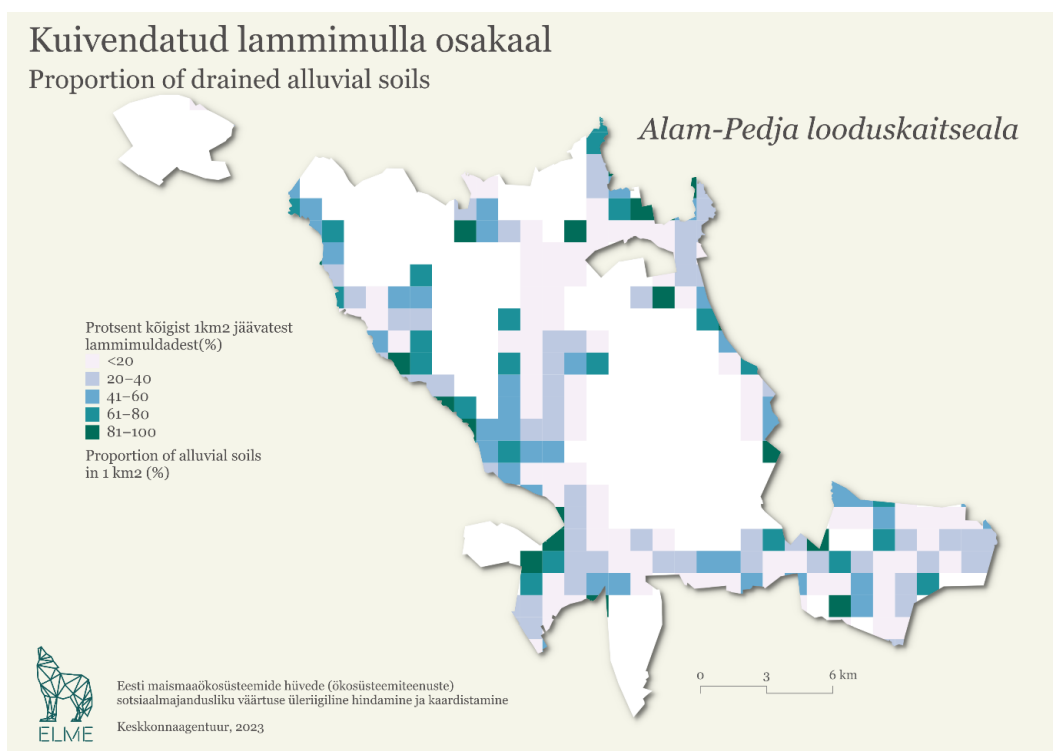 Kuivendatud lammimulla osakaal
Proportion of drained alluvial soils
Alam-Pedja looduskaitseala
Protsent kõigist 1km2 jäävatest
lammimuldadest(%)
<20
20–40
41–60
61–80
81–100
Proportion of alluvial soils
in 1 km2 (%)
0 3 6 km
ELME
Eesti maismaaökosüsteemide hüvede (ökosüsteemiteenuste)
sotsiaalmajandusliku väärtuse üleriigiline hindamine ja kaardistamine
Keskkonnaagentuur, 2023